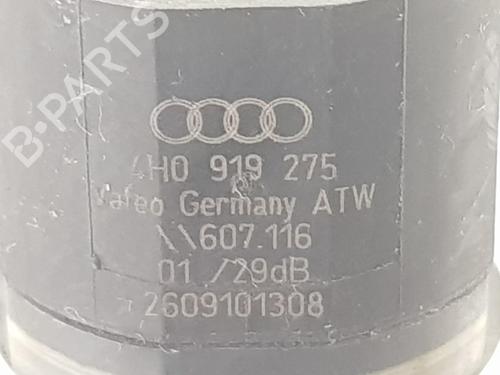 B-PARTS
4H0 919 275
Valeo Germany ATW
\\607.116
01 /29dB
2609101308